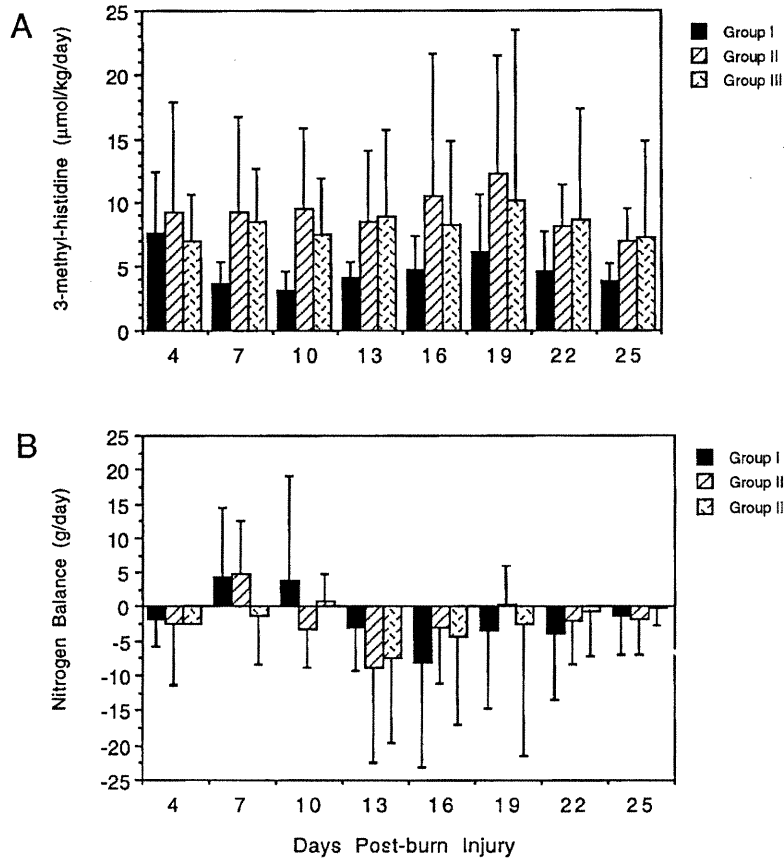 A
3-methyl-histidine (μmol/kg/day)
25
20
15
10
5
0
4 7 10 13 16 19 22 25
Group I
Group II
Group III
B
Nitrogen Balance (g/day)
25
20
15
10
5
0
-5
-10
-15
-20
-25
4 7 10 13 16 19 22 25
Group I
Group II
Group II
Days Post-burn Injury